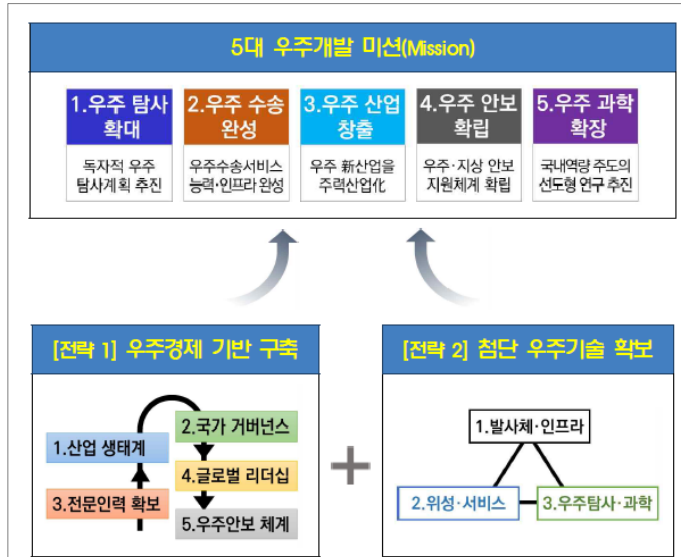 5대 우주개발 미션(Mission)
1.우주 탐사
확대
독자적 우주
탐사계획 추진
2.우주 수송
완성
우주수송서비스
능력·인프라 완성
3.우주 산업
창출
우주 新산업을
주력산업化
4.우주 안보
확립
우주·지상 안보
지원체계 확립
5.우주 과학
확장
국내역량 주도의
선도형 연구 추진
[전략 1] 우주경제 기반 구축
1.산업 생태계
2.국가 거버넌스
3.전문인력 확보
4.글로벌 리더십
5.우주안보 체계
+
[전략 2] 첨단 우주기술 확보
1.발사체·인프라
2.위성·서비스
3.우주탐사·과학